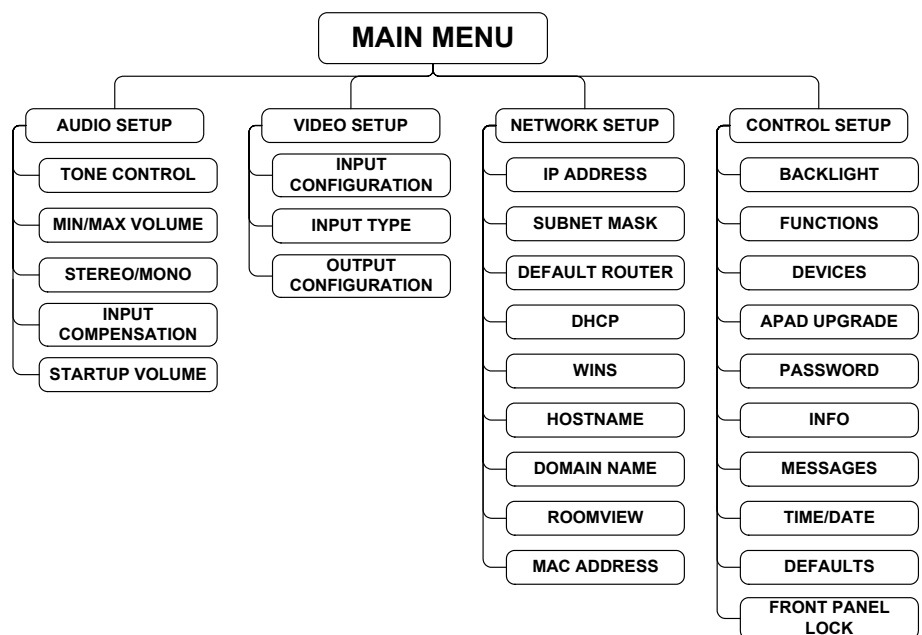 MAIN MENU
AUDIO SETUP
TONE CONTROL
MIN/MAX VOLUME
STEREO/MONO
INPUT
COMPENSATION
STARTUP VOLUME
VIDEO SETUP
INPUT
CONFIGURATION
INPUT TYPE
OUTPUT
CONFIGURATION
NETWORK SETUP
IP ADDRESS
SUBNET MASK
DEFAULT ROUTER
DHCP
WINS
HOSTNAME
DOMAIN NAME
ROOMVIEW
MAC ADDRESS
CONTROL SETUP
BACKLIGHT
FUNCTIONS
DEVICES
APAD UPGRADE
PASSWORD
INFO
MESSAGES
TIME/DATE
DEFAULTS
FRONT PANEL
LOCK